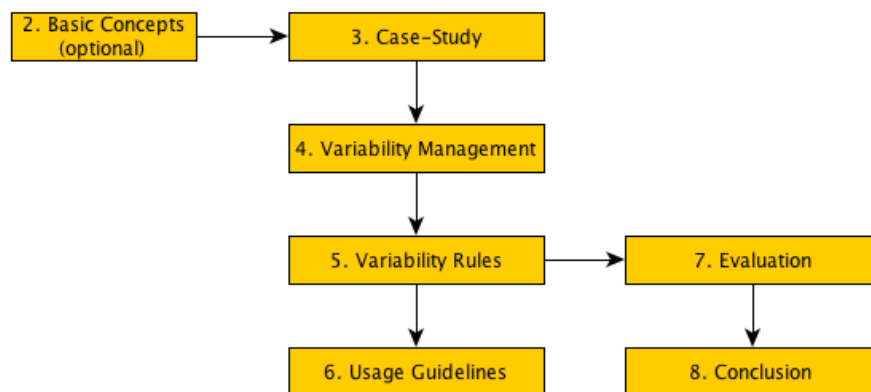 2. Basic Concepts
(optional)
3. Case-Study
4. Variability Management
5. Variability Rules
7. Evaluation
6. Usage Guidelines
8. Conclusion